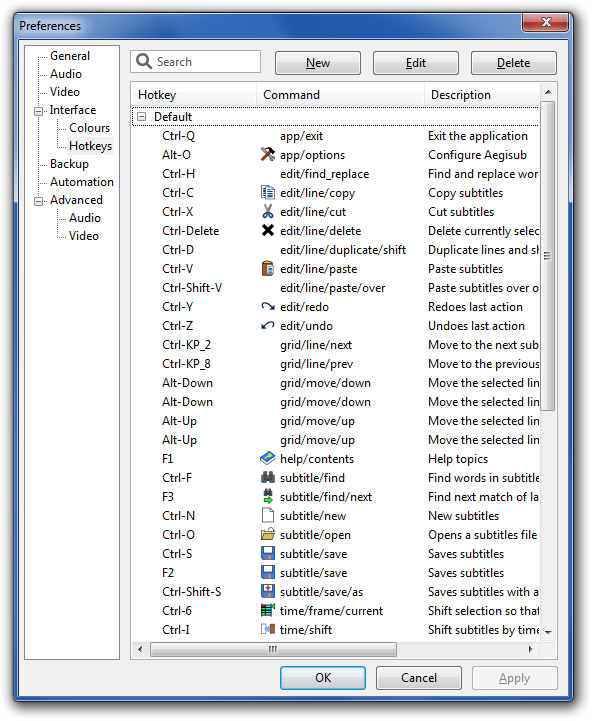 Preferences
General
Audio
Video
Interface
Colours
Hotkeys
Backup
Automation
Advanced
Audio
Video
Search
New
Edit
Delete
Hotkey Command Description
Default
Ctrl-Q app/exit Exit the application
Alt-O app/options Configure Aegisub
Ctrl-H edit/find_replace Find and replace wor
Ctrl-C edit/line/copy Copy subtitles
Ctrl-X edit/line/cut Cut subtitles
Ctrl-Delete edit/line/delete Delete currently selec
Ctrl-D edit/line/duplicate/shift Duplicate lines and sh
Ctrl-V edit/line/paste Paste subtitles
Ctrl-Shift-V edit/line/paste/over Paste subtitles over o
Ctrl-Y edit/redo Redoes last action
Ctrl-Z edit/undo Undoes last action
Ctrl-KP_2 grid/line/next Move to the next sub
Ctrl-KP_8 grid/line/prev Move to the previous
Alt-Down grid/move/down Move the selected lin
Alt-Down grid/move/down Move the selected lin
Alt-Up grid/move/up Move the selected lin
Alt-Up grid/move/up Move the selected lin
F1 help/contents Help topics
Ctrl-F subtitle/find Find words in subtitle
F3 subtitle/find/next Find next match of la
Ctrl-N subtitle/new New subtitles
Ctrl-O subtitle/open Opens a subtitles file
Ctrl-S subtitle/save Saves subtitles
F2 subtitle/save Saves subtitles
Ctrl-Shift-S subtitle/save/as Saves subtitles with a
Ctrl-6 time/frame/current Shift selection so that
Ctrl-I time/shift Shift subtitles by time
OK
Cancel
Apply